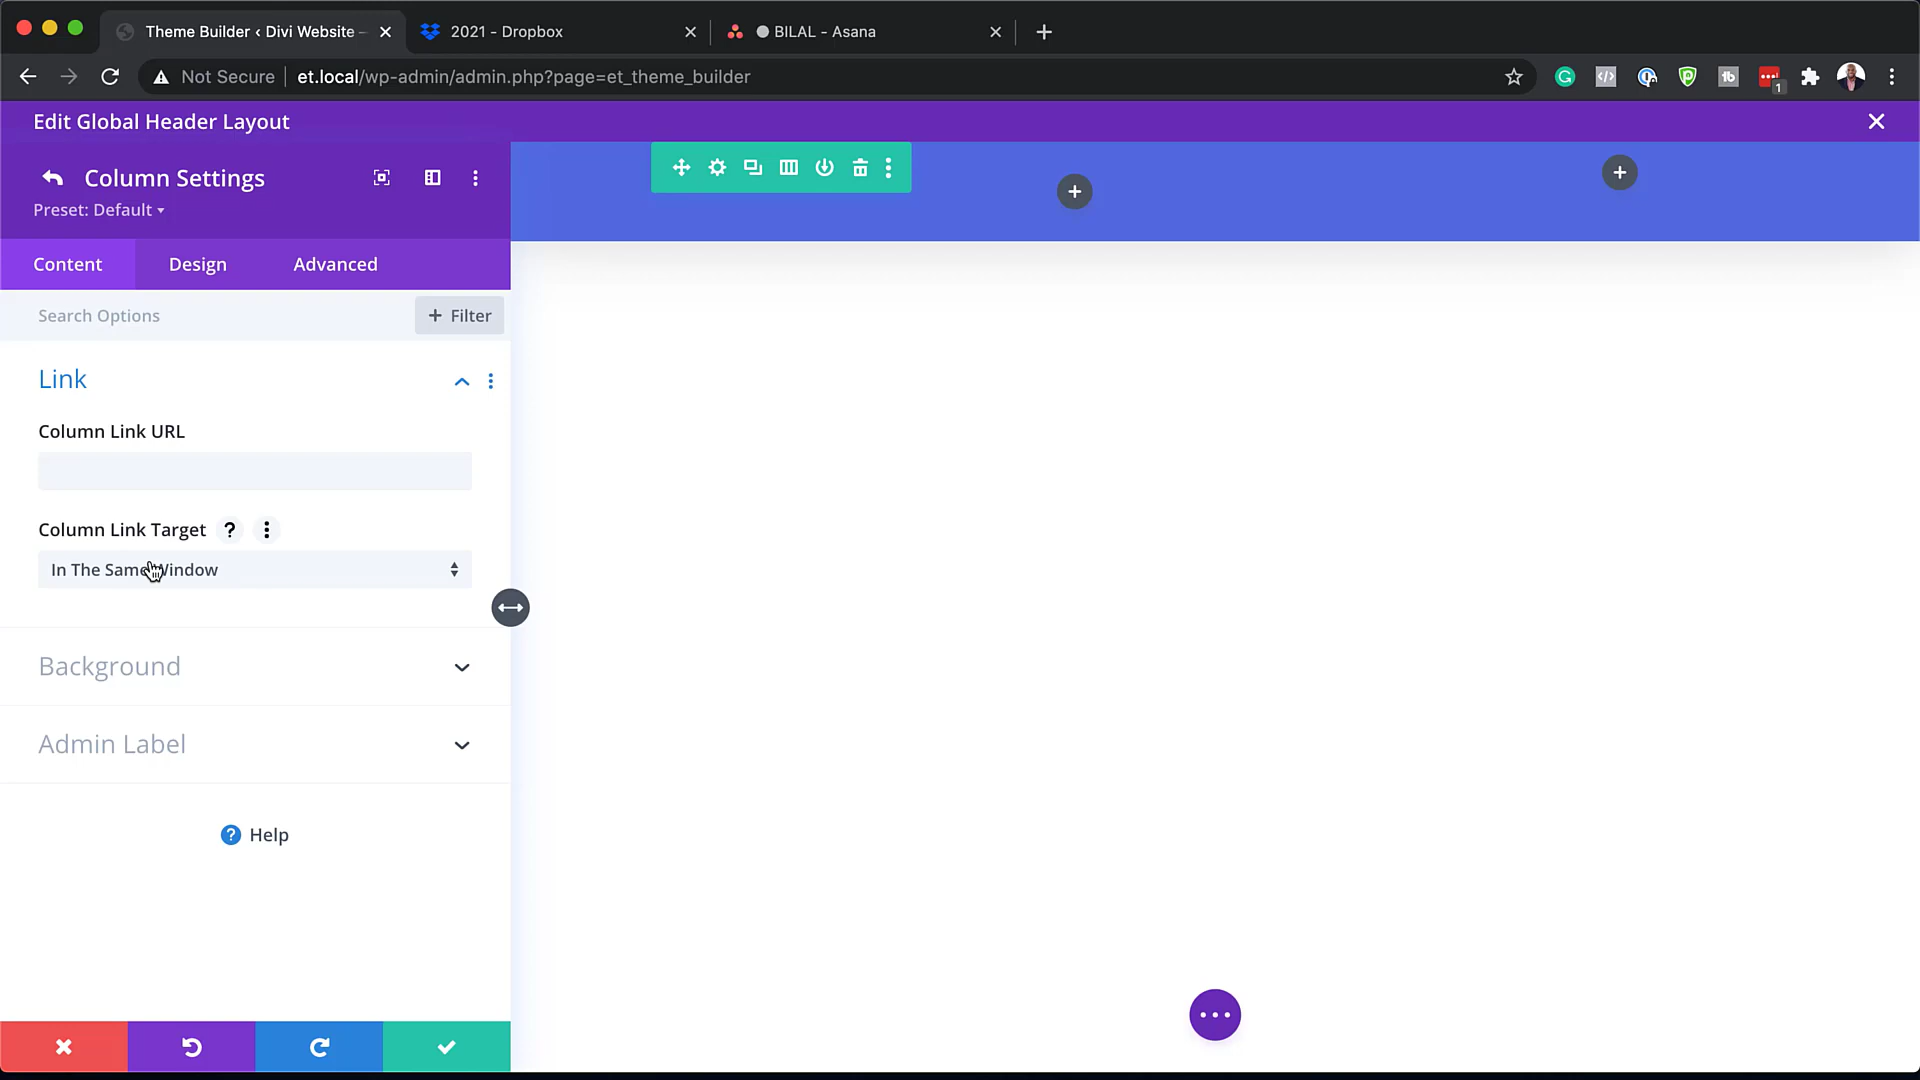 Theme Builder ‹ Divi Website –
2021 - Dropbox
BILAL - Asana
Not Secure
et.local/wp-admin/admin.php?page=et_theme_builder
1
Edit Global Header Layout
Column Settings
Preset: Default
Content
Design
Advanced
Search Options
+ Filter
Link
Column Link URL
Column Link Target ?
In The Same Window
Background
Admin Label
? Help